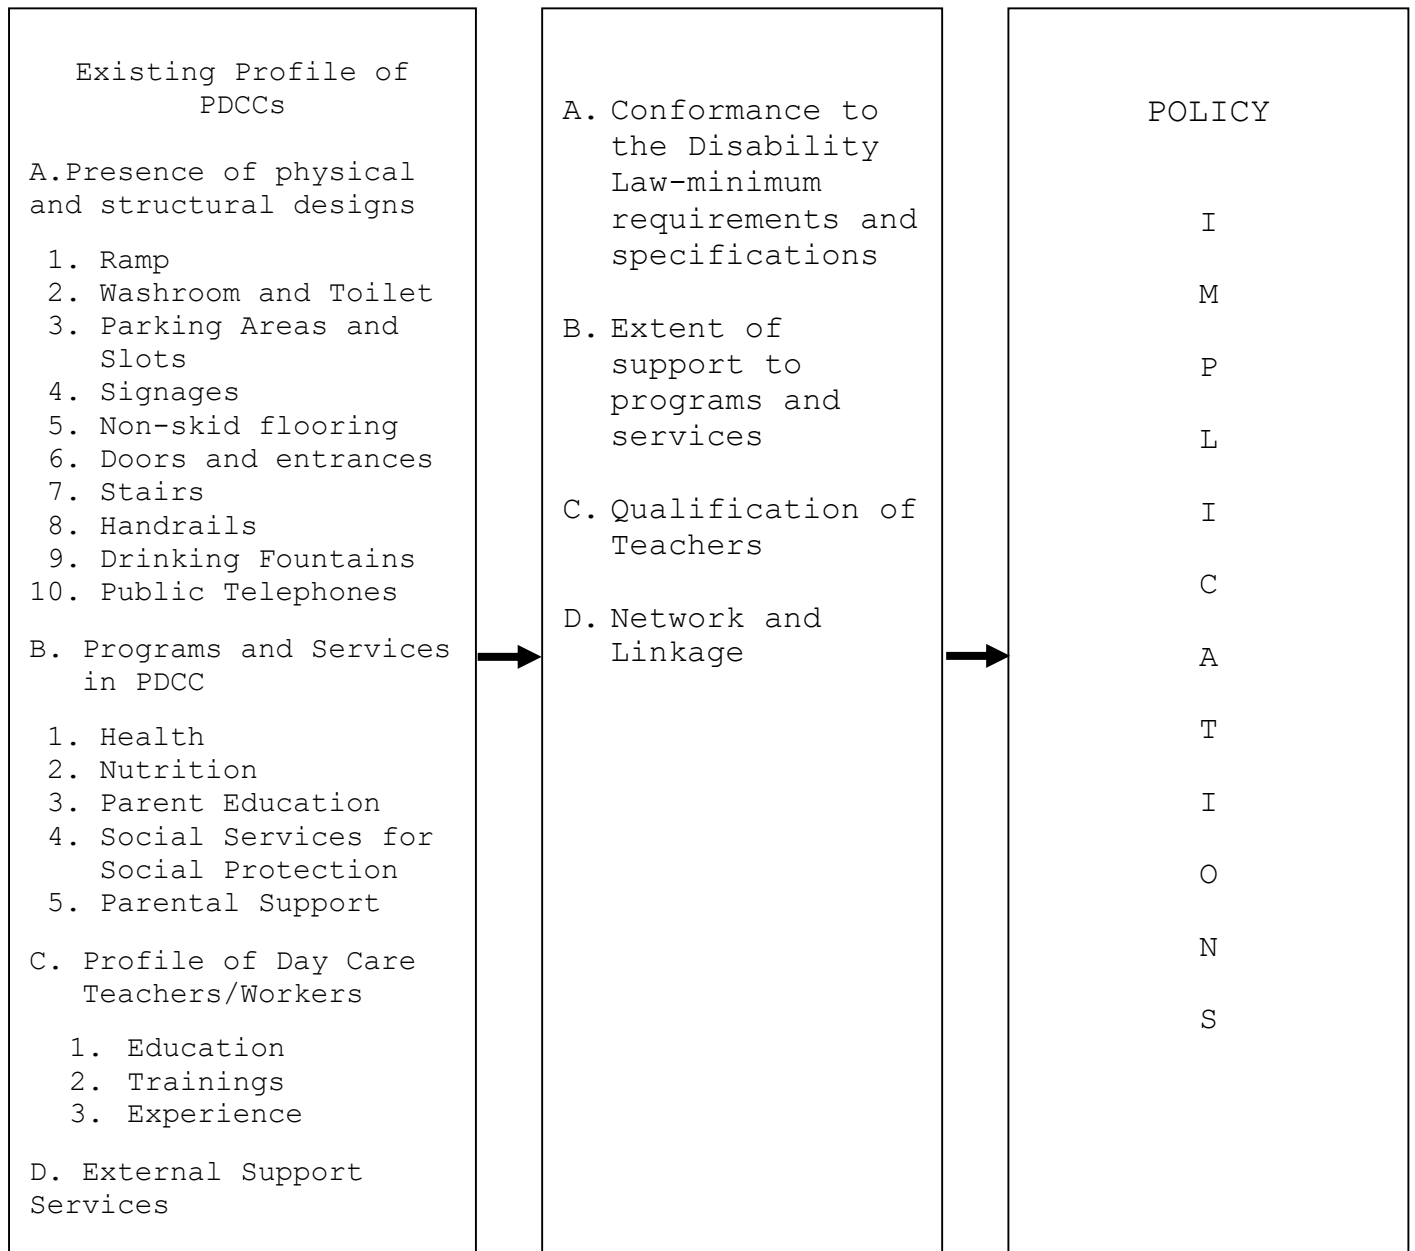 Existing Profile of
PDCCs
A.Presence of physical
and structural designs
1. Ramp
2. Washroom and Toilet
3. Parking Areas and
Slots
4. Signages
5. Non-skid flooring
6. Doors and entrances
7. Stairs
8. Handrails
9. Drinking Fountains
10. Public Telephones
B. Programs and Services
in PDCC
1. Health
2. Nutrition
3. Parent Education
4. Social Services for
Social Protection
5. Parental Support
C. Profile of Day Care
Teachers/Workers
1. Education
2. Trainings
3. Experience
D. External Support
Services
A. Conformance to
the Disability
Law-minimum
requirements and
specifications
B. Extent of
support to
programs and
services
C. Qualification of
Teachers
D. Network and
Linkage
POLICY
I
M
P
L
I
C
A
T
I
O
N
S